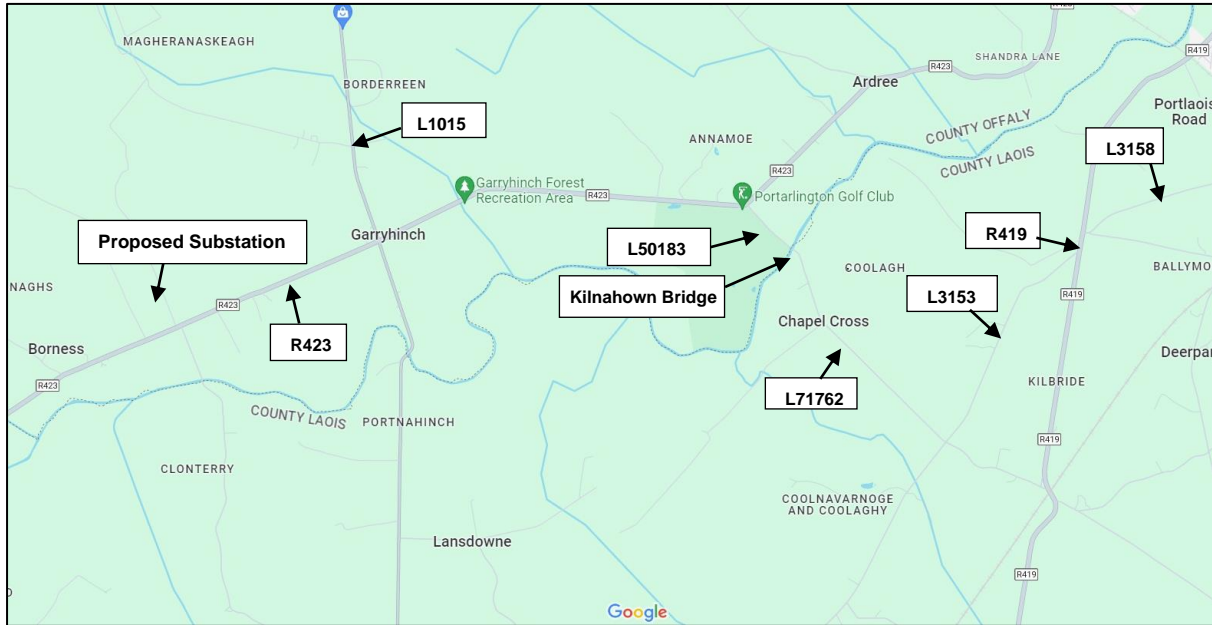 R423
MAGHERANASKEAGH
SHANDRA LANE
R419
BORDERREEN
Ardree
R423
Portlaois
Road
L1015
COUNTY OFFALY
COUNTY LAOIS
ANNAMOE
L3158
R423
Garryhinch Forest
Recreation Area
R423
Portarlington Golf Club
Proposed Substation
Garryhinch
L50183
R419
COOLAGH
BALLYMO
NAGHS
Kilnahown Bridge
L3153
R419
R423
R423
Chapel Cross
Borness
Deerpar
R423
L71762
KILBRIDE
COUNTY LAOIS
PORTNAHINCH
R419
CLONTERRY
COOLNAVARNOGE
AND COOLAGHY
Lansdowne
R419
Google